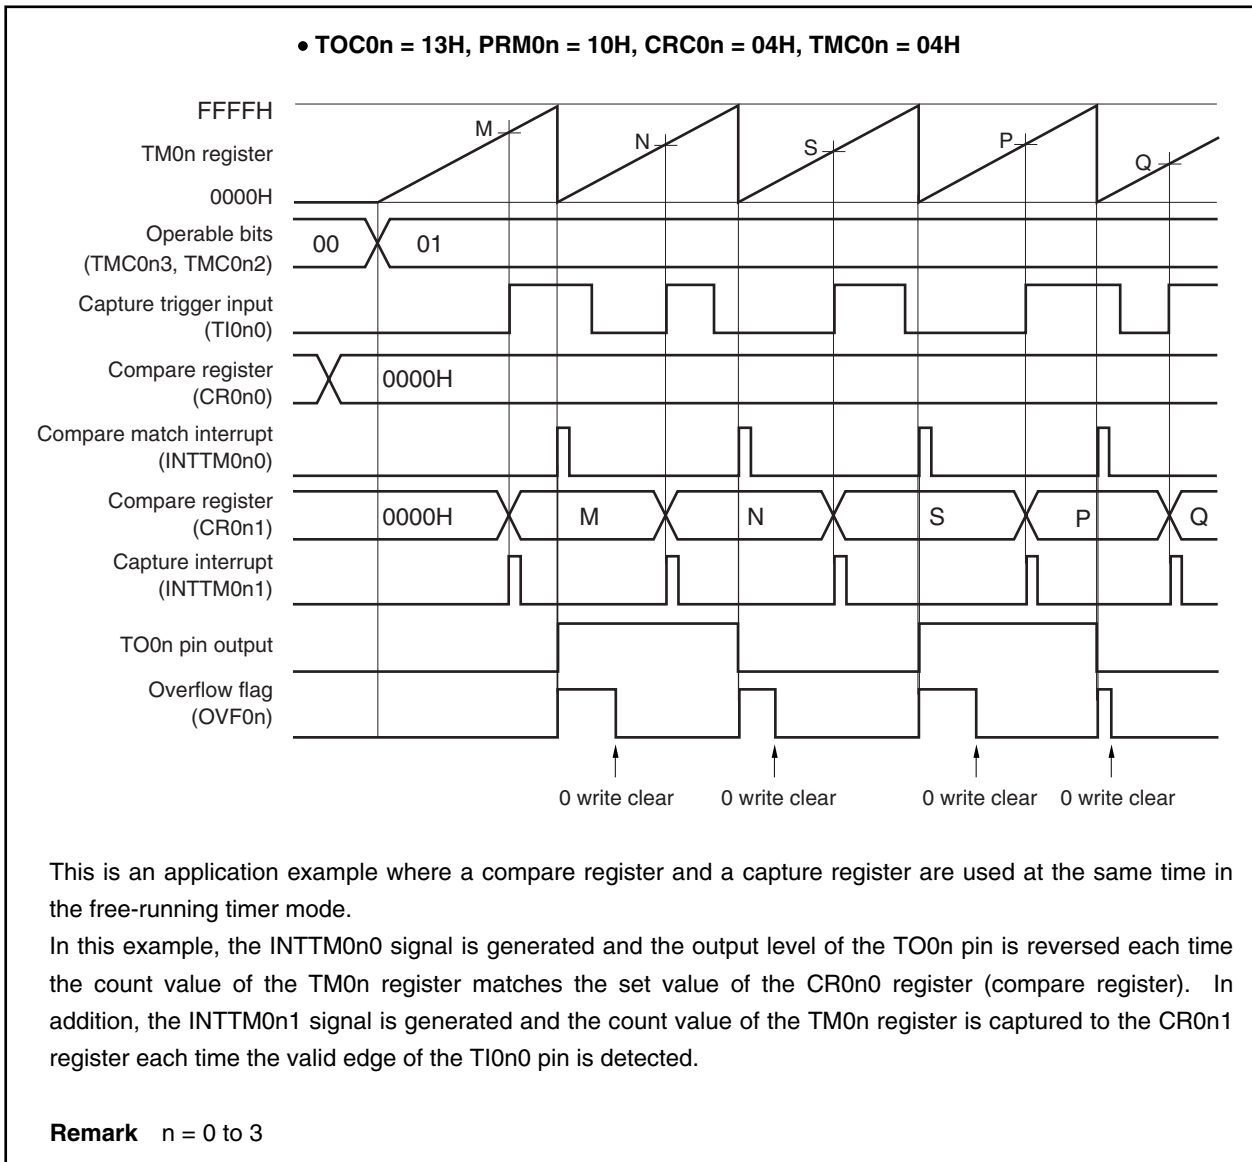 • TOC0n = 13H, PRM0n = 10H, CRC0n = 04H, TMC0n = 04H
FFFFH
TM0n register
0000H
M
N
S
P
Q
Operable bits
(TMC0n3, TMC0n2)
00
01
Capture trigger input
(TI0n0)
Compare register
(CR0n0)
0000H
Compare match interrupt
(INTTM0n0)
Compare register
(CR0n1)
0000H
M
N
S
P
Q
Capture interrupt
(INTTM0n1)
TO0n pin output
Overflow flag
(OVF0n)
0 write clear
0 write clear
0 write clear
0 write clear
This is an application example where a compare register and a capture register are used at the same time in
the free-running timer mode.
In this example, the INTTM0n0 signal is generated and the output level of the TO0n pin is reversed each time
the count value of the TM0n register matches the set value of the CR0n0 register (compare register). In
addition, the INTTM0n1 signal is generated and the count value of the TM0n register is captured to the CR0n1
register each time the valid edge of the TI0n0 pin is detected.
Remark n = 0 to 3